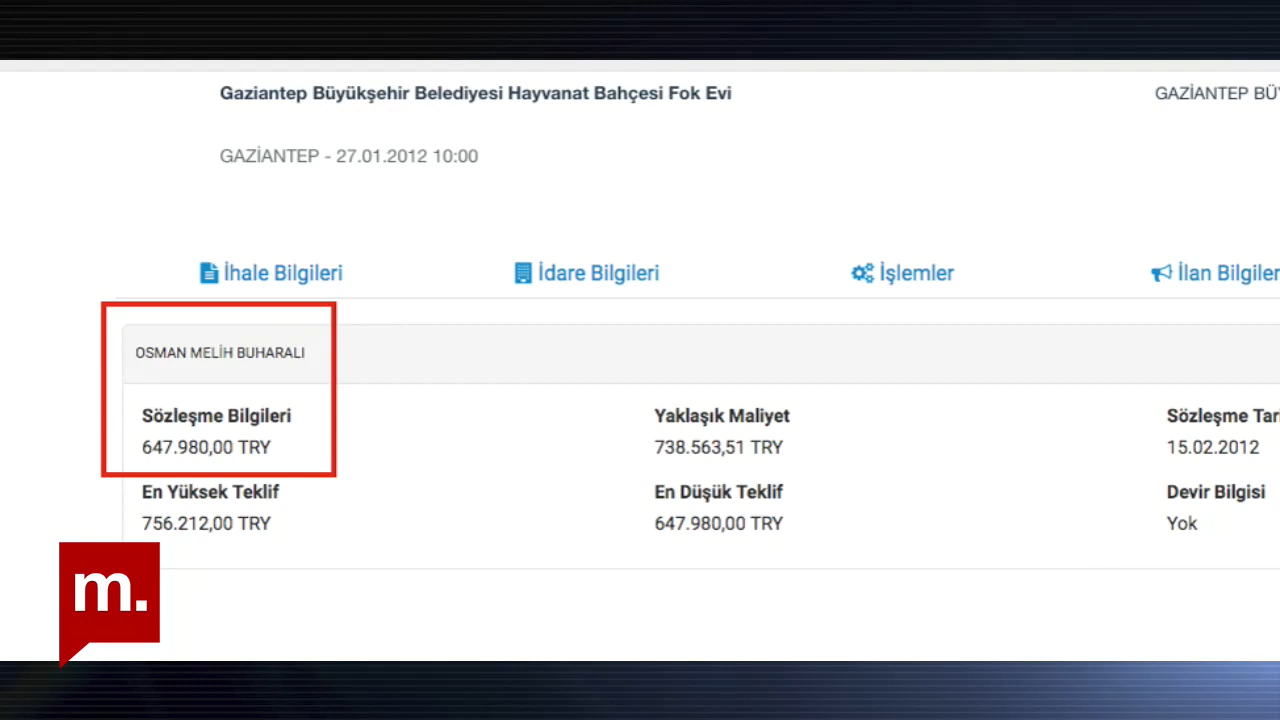 Gaziantep Büyükşehir Belediyesi Hayvanat Bahçesi Fok Evi
GAZİANTEP BÜY
GAZİANTEP - 27.01.2012 10:00
İhale Bilgileri
İdare Bilgileri
İşlemler
İlan Bilgiler
OSMAN MELİH BUHARALI
Sözleşme Bilgileri
Yaklaşık Maliyet
Sözleşme Tari
647.980,00 TRY
738.563,51 TRY
15.02.2012
En Yüksek Teklif
En Düşük Teklif
Devir Bilgisi
756.212,00 TRY
647.980,00 TRY
Yok
m.